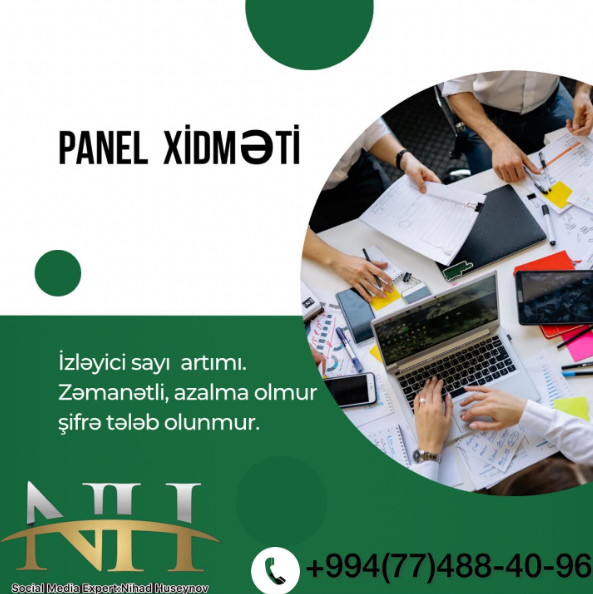 PANEL XİDMƏTİ
İzləyici sayı artımı.
Zəmanətli, azalma olmur
şifrə tələb olunmur.
NH
Social Media Expert:Nihad Huseynov
+994(77)488-40-96